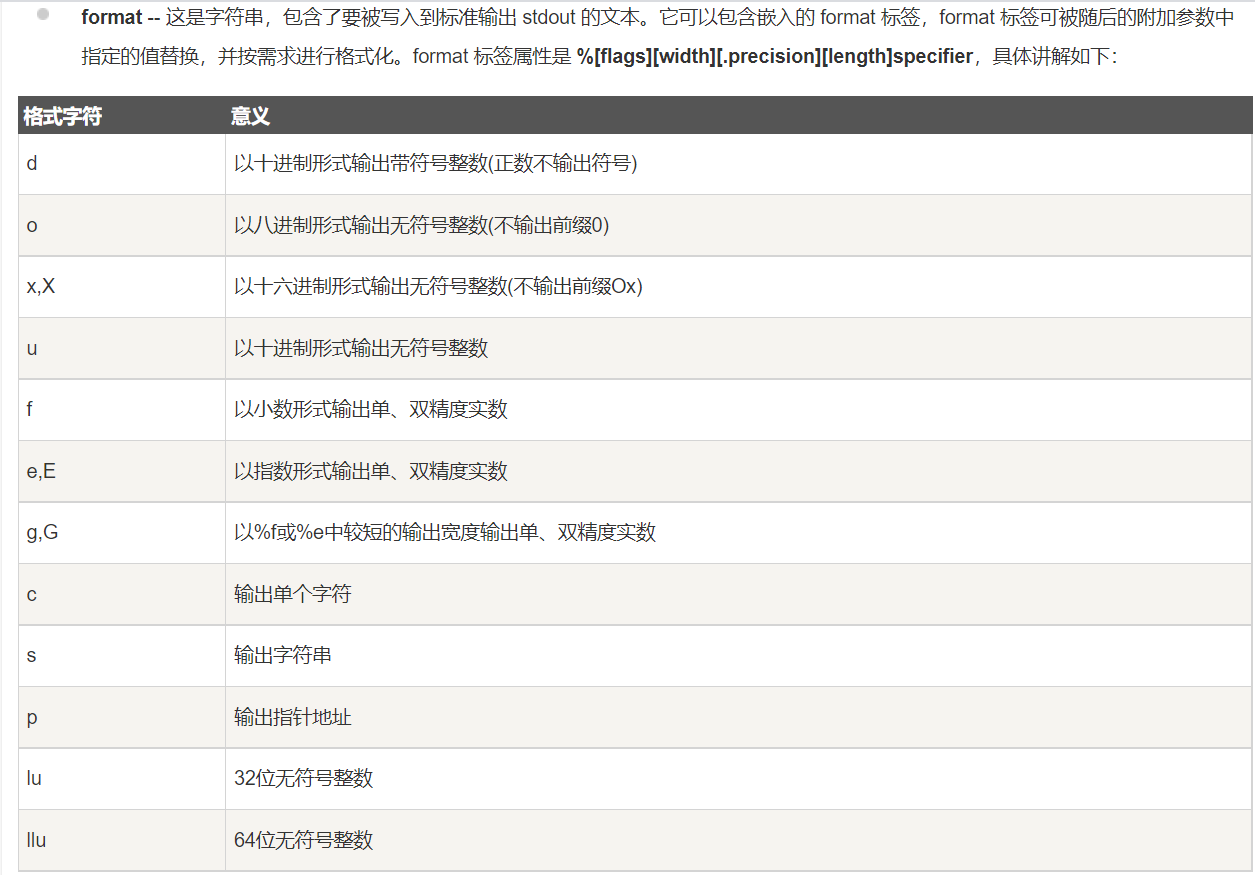 format -- 这是字符串，包含了要被写入到标准输出 stdout 的文本。它可以包含嵌入的 format 标签，format 标签可被随后的附加参数中
指定的值替换，并按需求进行格式化。format 标签属性是 %[flags][width][.precision][length]specifier，具体讲解如下：
格式字符 意义
d 以十进制形式输出带符号整数(正数不输出符号)
o 以八进制形式输出无符号整数(不输出前缀0)
x,X 以十六进制形式输出无符号整数(不输出前缀Ox)
u 以十进制形式输出无符号整数
f 以小数形式输出单、双精度实数
e,E 以指数形式输出单、双精度实数
g,G 以%f或%e中较短的输出宽度输出单、双精度实数
c 输出单个字符
s 输出字符串
p 输出指针地址
lu 32位无符号整数
llu 64位无符号整数